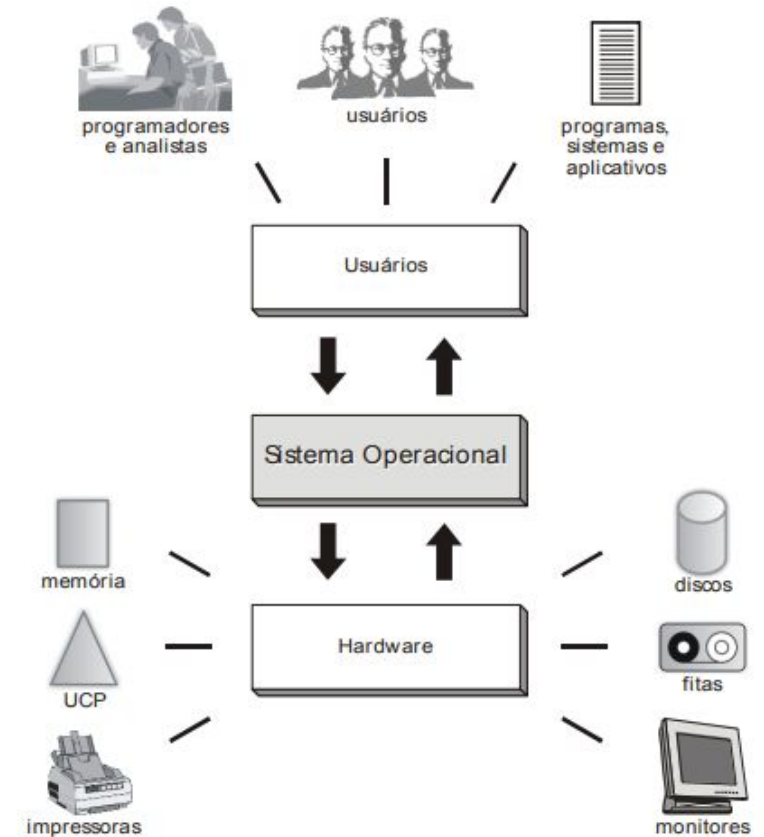 programadores
e analistas
usuários
programas,
sistemas e
aplicativos
Usuários
Sistema Operacional
memória
discos
Hardware
UCP
fitas
impressoras
monitores